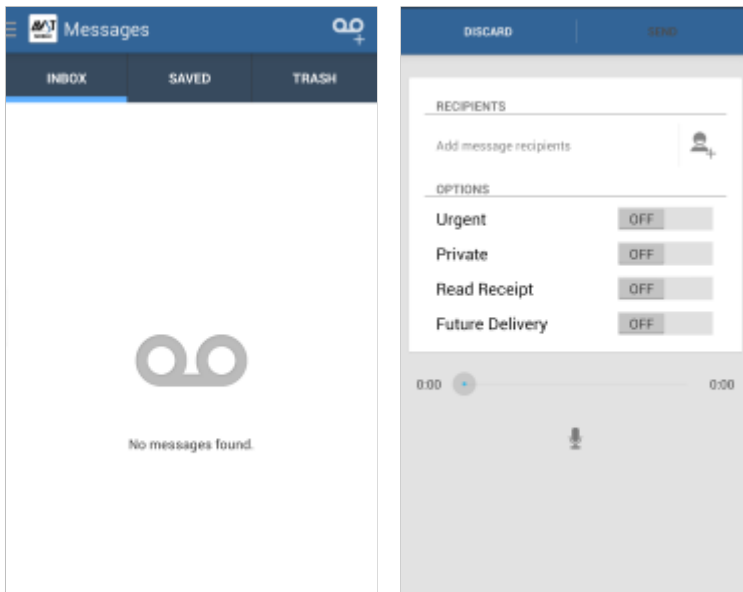 Messages
INBOX SAVED TRASH
No messages found.
DISCARD SEND
RECIPIENTS
Add message recipients
OPTIONS
Urgent OFF
Private OFF
Read Receipt OFF
Future Delivery OFF
0:00 0:00